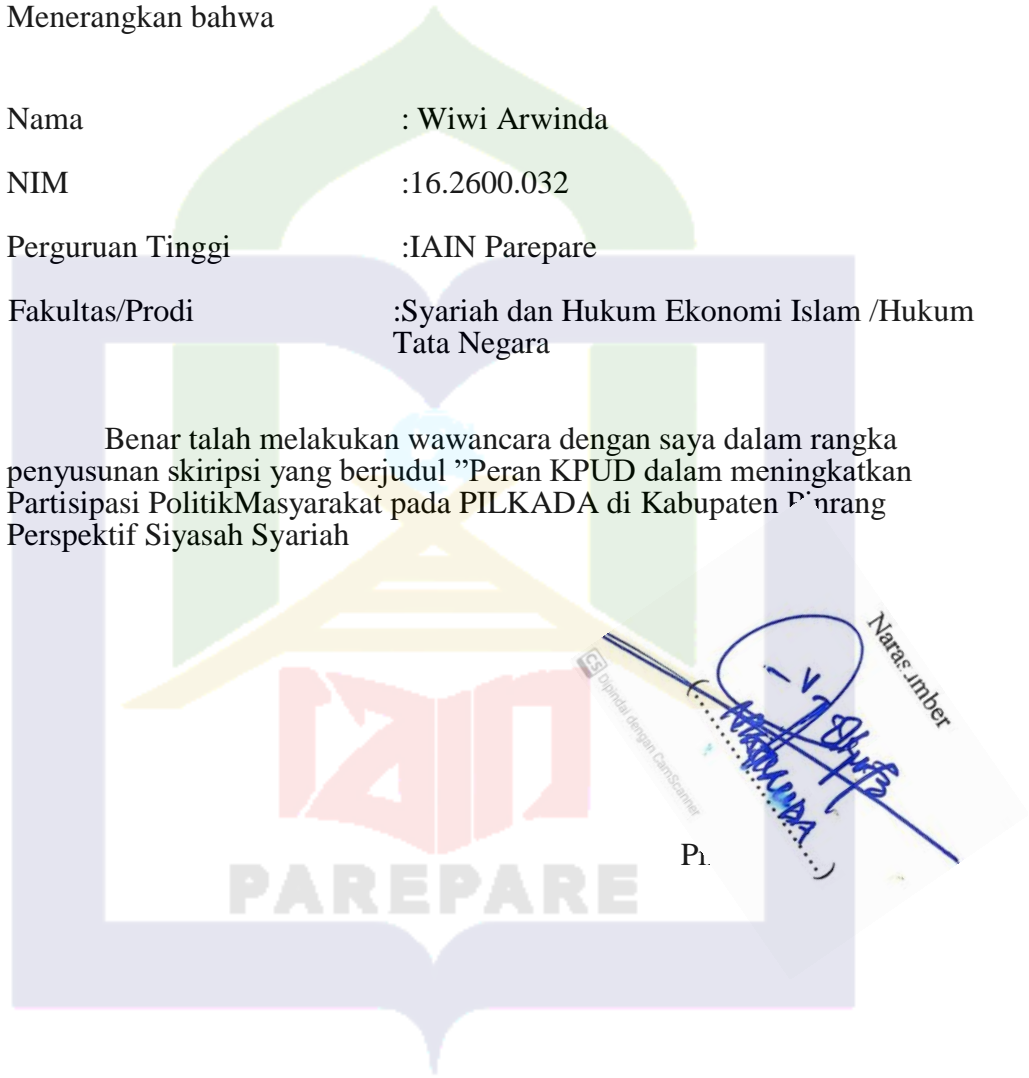 Menerangkan bahwa
Nama : Wiwi Arwinda
NIM :16.2600.032
Perguruan Tinggi :IAIN Parepare
Fakultas/Prodi :Syariah dan Hukum Ekonomi Islam /Hukum
Tata Negara
Benar talah melakukan wawancara dengan saya dalam rangka
penyusunan skiripsi yang berjudul ”Peran KPUD dalam meningkatkan
Partisipasi PolitikMasyarakat pada PILKADA di Kabupaten
Perspektif Siyasah Syariah
Narasumber
CS Dipindai dengan CamScanner
PAREPARE